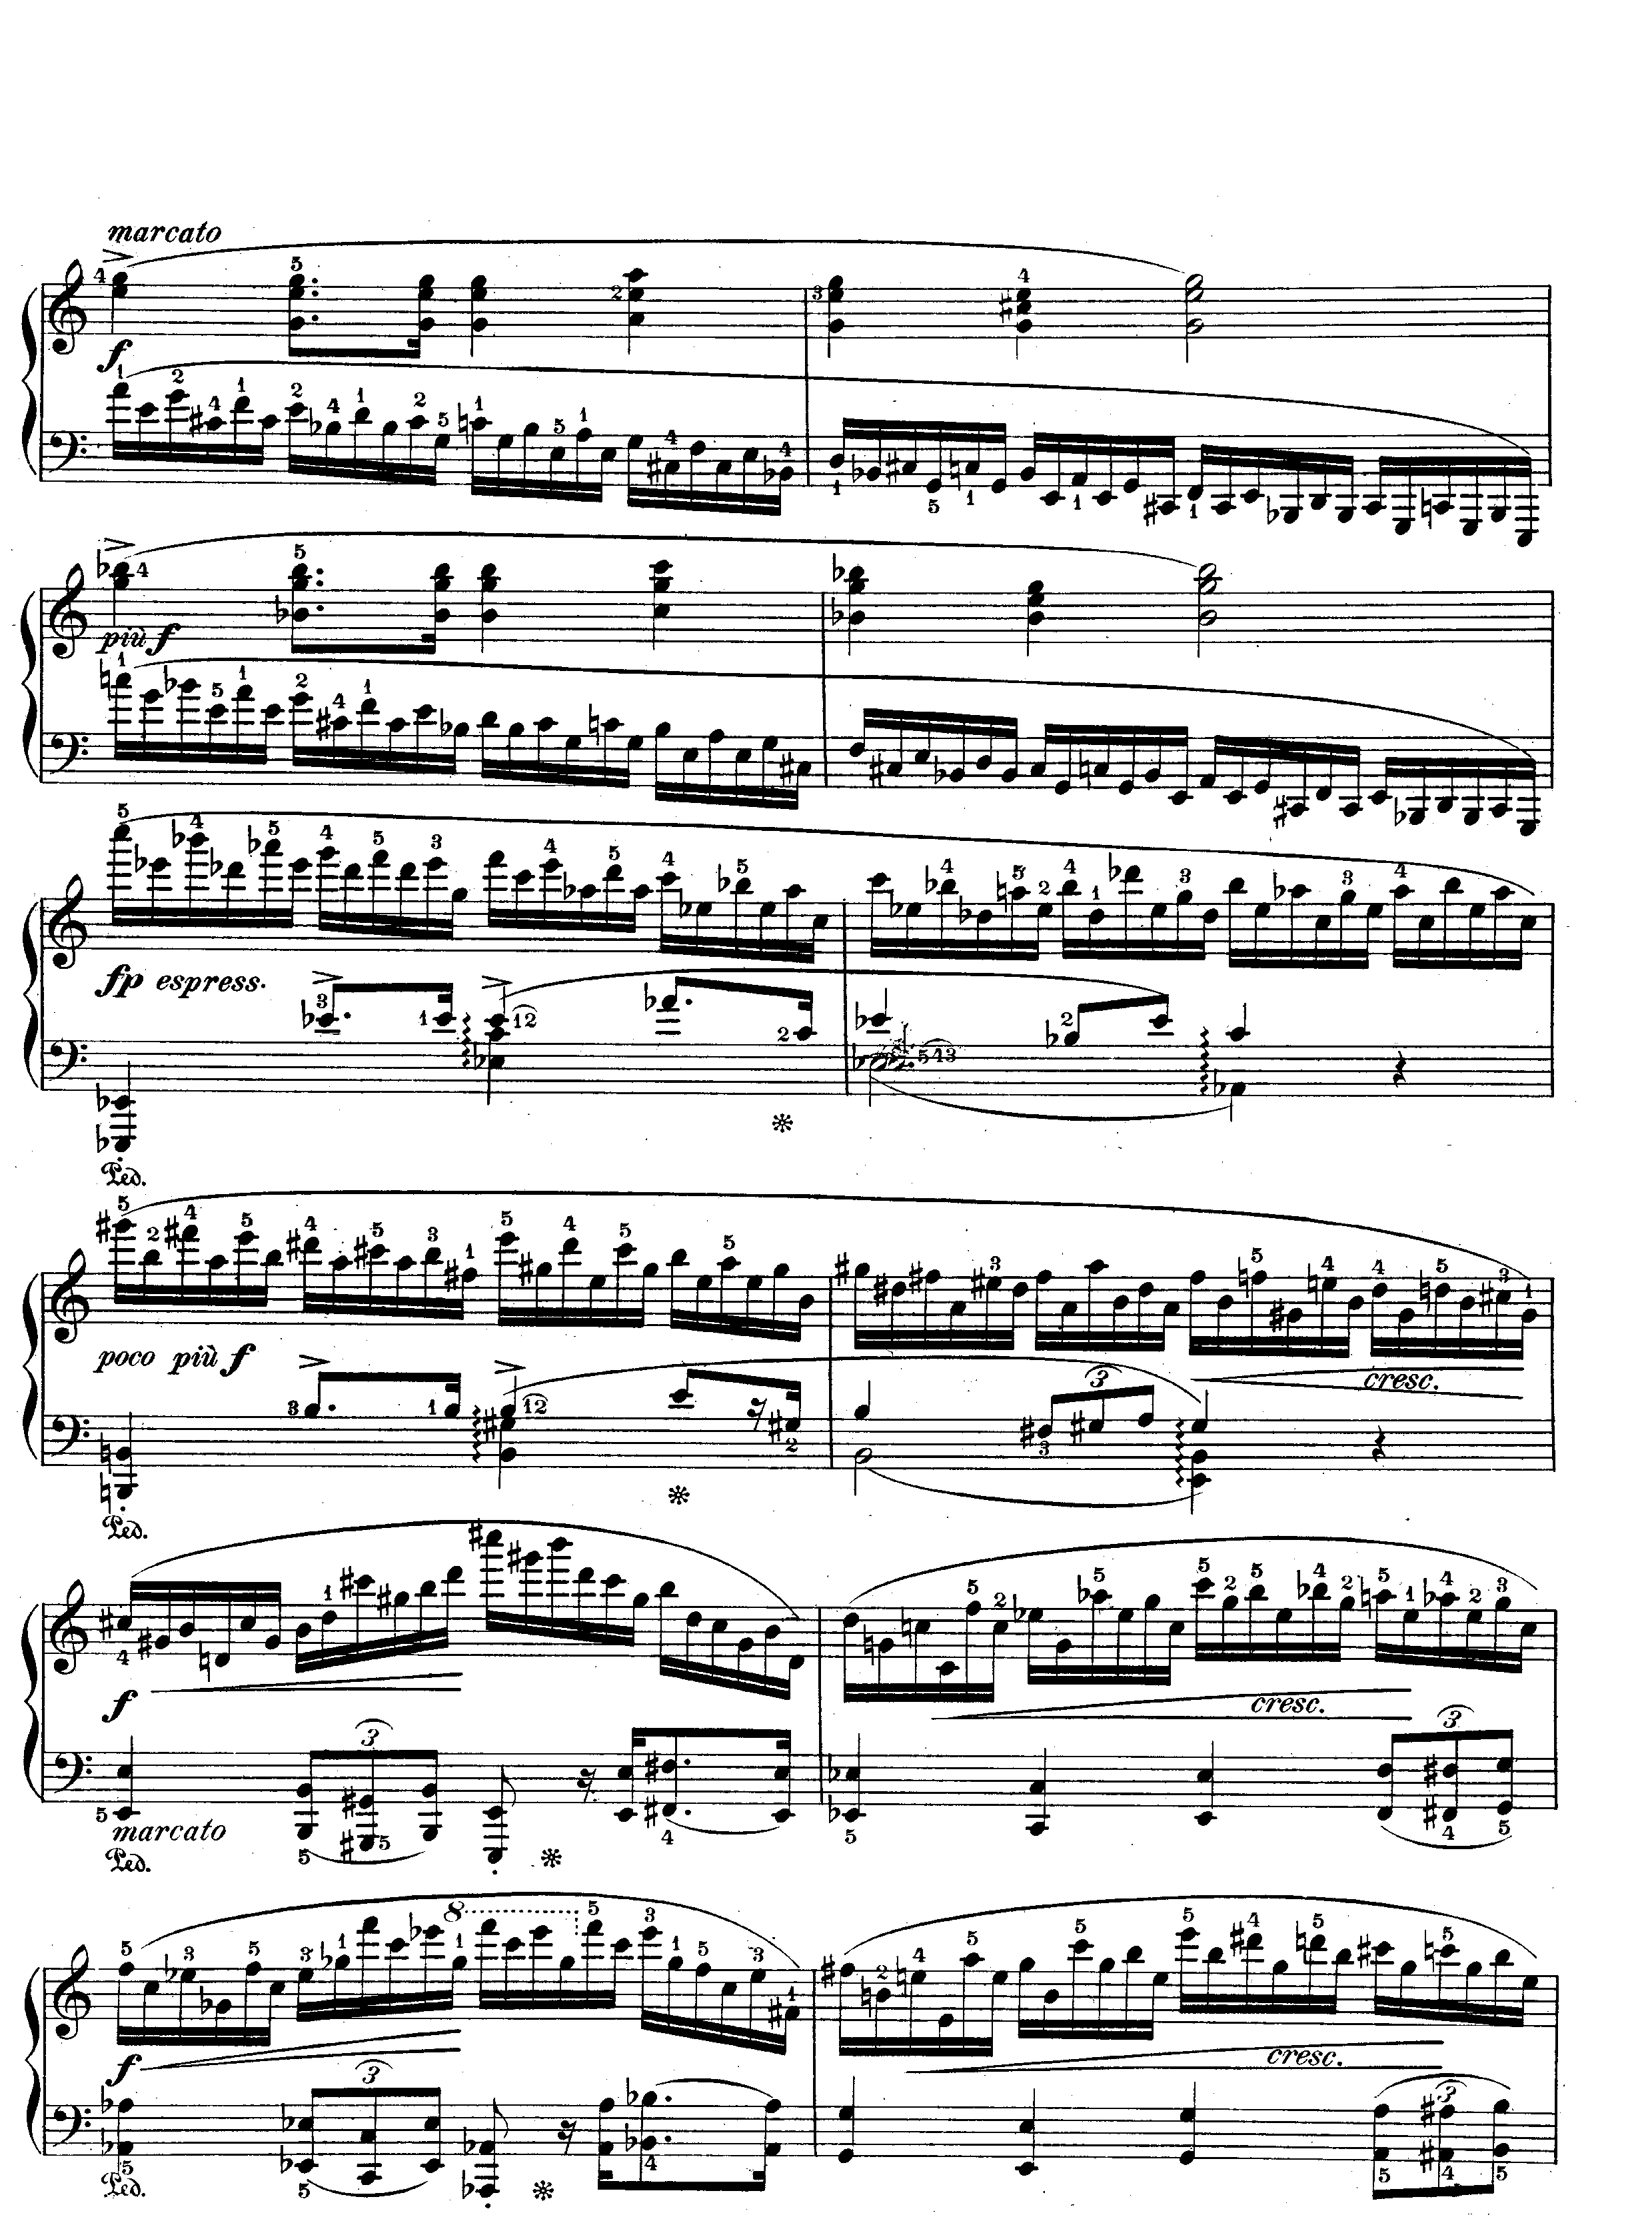 marcato
f
più f
fp espress.
Ped.
poco più f
cresc.
Ped.
f
cresc.
marcato
Ped.
f
8
cresc.
Ped.